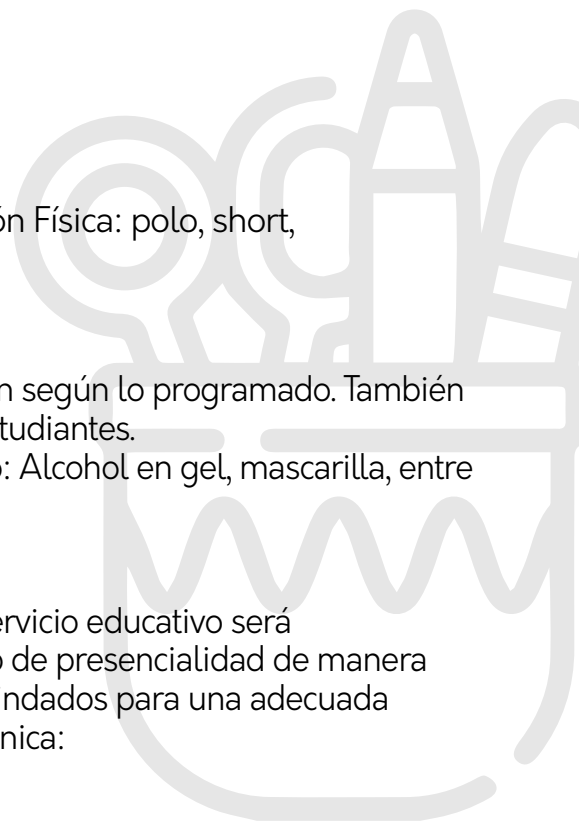 ón Física: polo, short,
n según lo programado. También
tudiantes.
o: Alcohol en gel, mascarilla, entre
ervicio educativo será
o de presencialidad de manera
indados para una adecuada
nica: